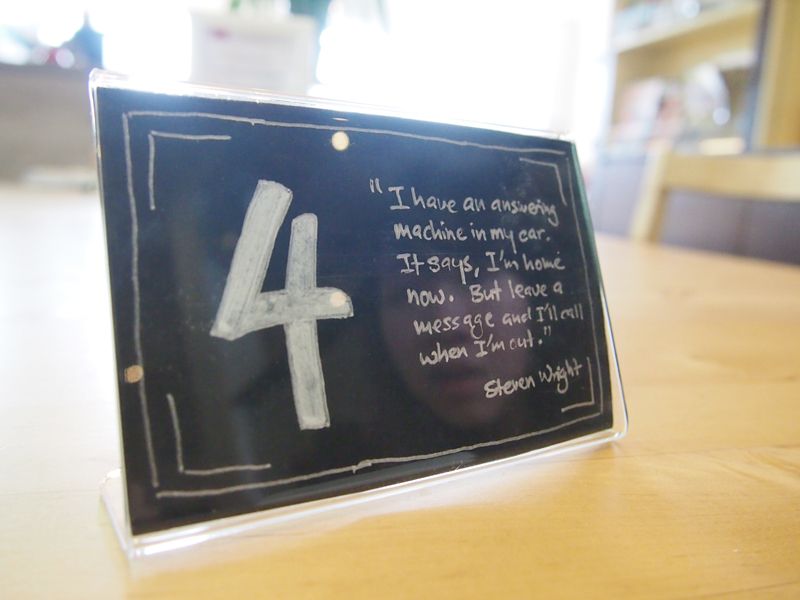 4
"I have an answering
machine in my car.
It says, I'm home
now. But leave a
message and I'll call
when I'm out."
Steven Wright